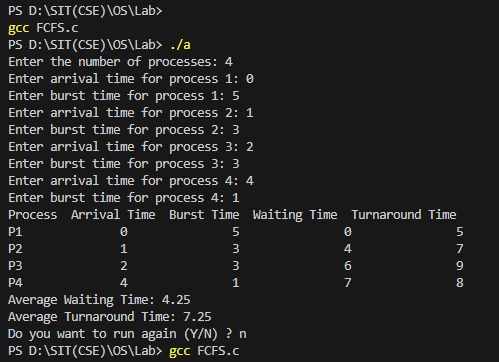 PS D:\SIT(CSE)\OS\Lab>
gcc FCFS.c
PS D:\SIT(CSE)\OS\Lab> ./a
Enter the number of processes: 4
Enter arrival time for process 1: 0
Enter burst time for process 1: 5
Enter arrival time for process 2: 1
Enter burst time for process 2: 3
Enter arrival time for process 3: 2
Enter burst time for process 3: 3
Enter arrival time for process 4: 4
Enter burst time for process 4: 1
Process  Arrival Time  Burst Time  Waiting Time  Turnaround Time
P1              0              5              0              5
P2              1              3              4              7
P3              2              3              6              9
P4              4              1              7              8
Average Waiting Time: 4.25
Average Turnaround Time: 7.25
Do you want to run again (Y/N) ? n
PS D:\SIT(CSE)\OS\Lab> gcc FCFS.c